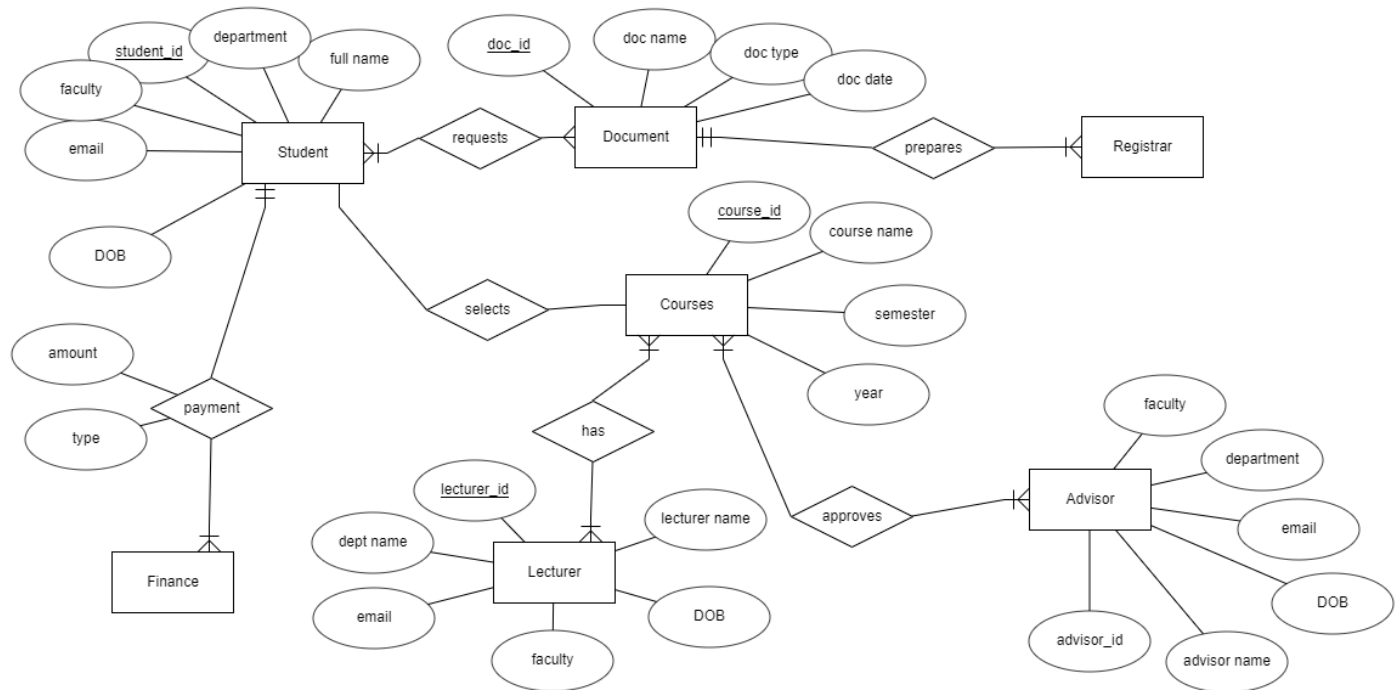 department
doc name
student_id
doc_id
doc type
full name
doc date
faculty
requests
Document
email
Student
prepares
Registrar
course_id
course name
DOB
selects
Courses
semester
amount
year
payment
faculty
has
type
department
lecturer_id
lecturer name
approves
Advisor
email
dept name
Finance
Lecturer
DOB
email
DOB
advisor_id
faculty
advisor name